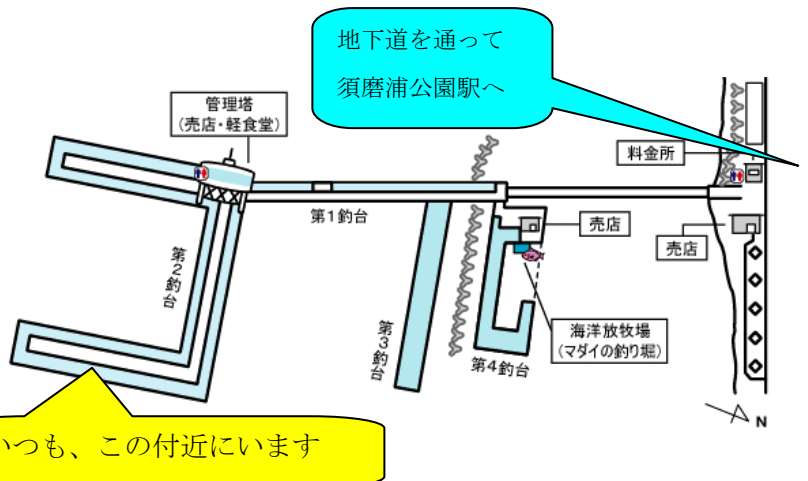 地下道を通って
須磨浦公園駅へ
管理塔
(売店・軽食堂)
料金所
第1釣台
売店
売店
第2釣台
第3釣台
第4釣台
海洋放牧場
(マダイの釣り堀)
N
いつも、この付近にいます